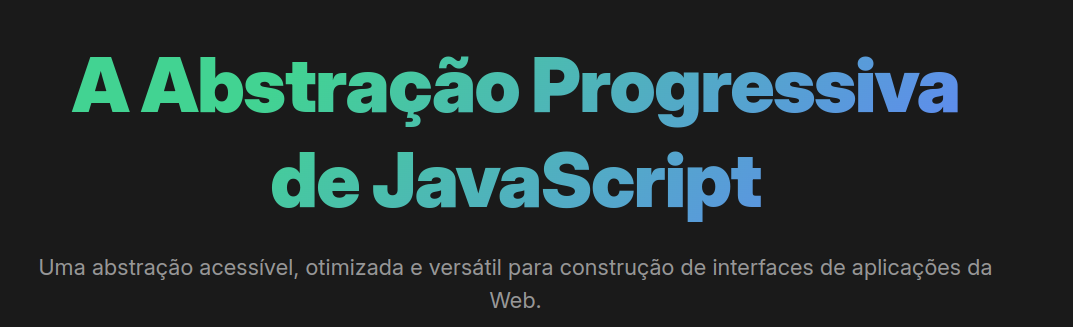 A Abstração Progressiva
de JavaScript
Uma abstração acessível, otimizada e versátil para construção de interfaces de aplicações da
Web.